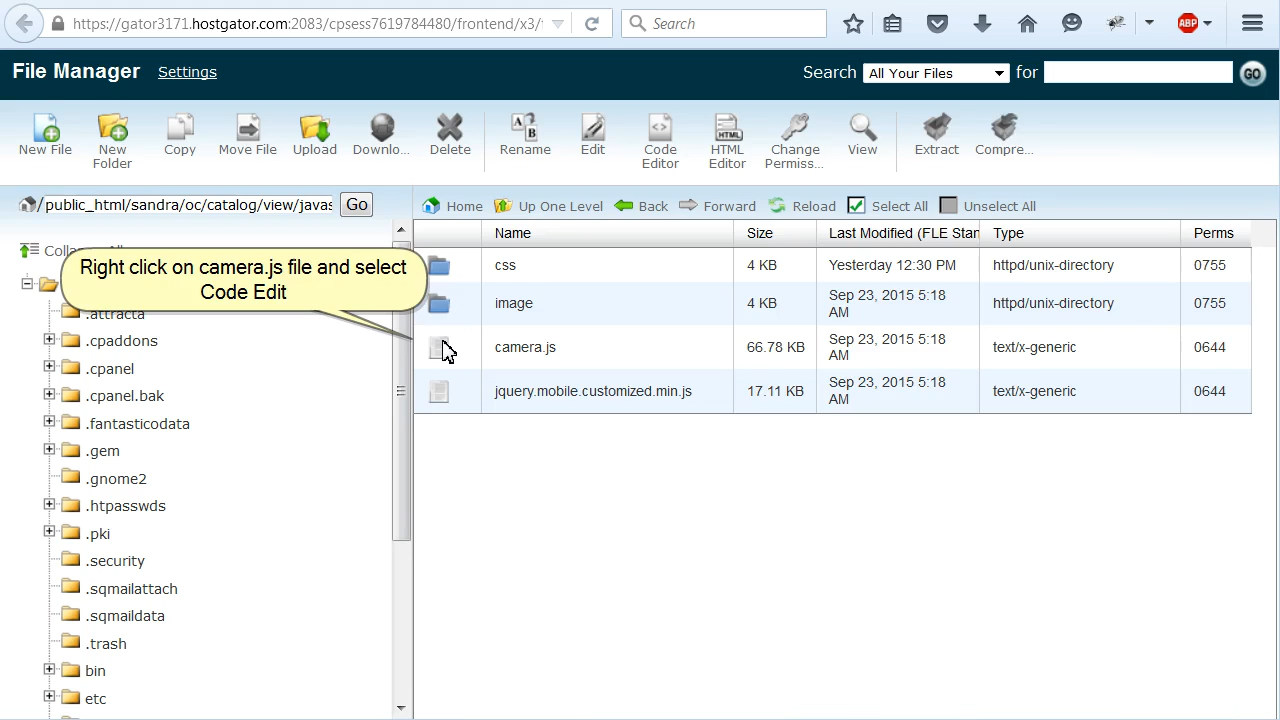 https://gator3171.hostgator.com:2083/cpsess7619784480/frontend/x3/
Search
ABP
File Manager Settings
Search All Your Files for GO
New File
New Folder
Copy
Move File
Upload
Downlo...
Delete
Rename
Edit
Code Editor
HTML Editor
Change Permiss...
View
Extract
Compre...
/public_html/sandra/oc/catalog/view/javas Go
Home Up One Level Back Forward Reload Select All Unselect All
Name Size Last Modified (FLE Stan Type Perms
css 4 KB Yesterday 12:30 PM httpd/unix-directory 0755
image 4 KB Sep 23, 2015 5:18 AM httpd/unix-directory 0755
camera.js 66.78 KB Sep 23, 2015 5:18 AM text/x-generic 0644
jquery.mobile.customized.min.js 17.11 KB Sep 23, 2015 5:18 AM text/x-generic 0644
Right click on camera.js file and select
Code Edit
.attracta
.cpaddons
.cpanel
.cpanel.bak
.fantasticodata
.gem
.gnome2
.htpasswds
.pki
.security
.sqmailattach
.sqmaildata
.trash
bin
etc